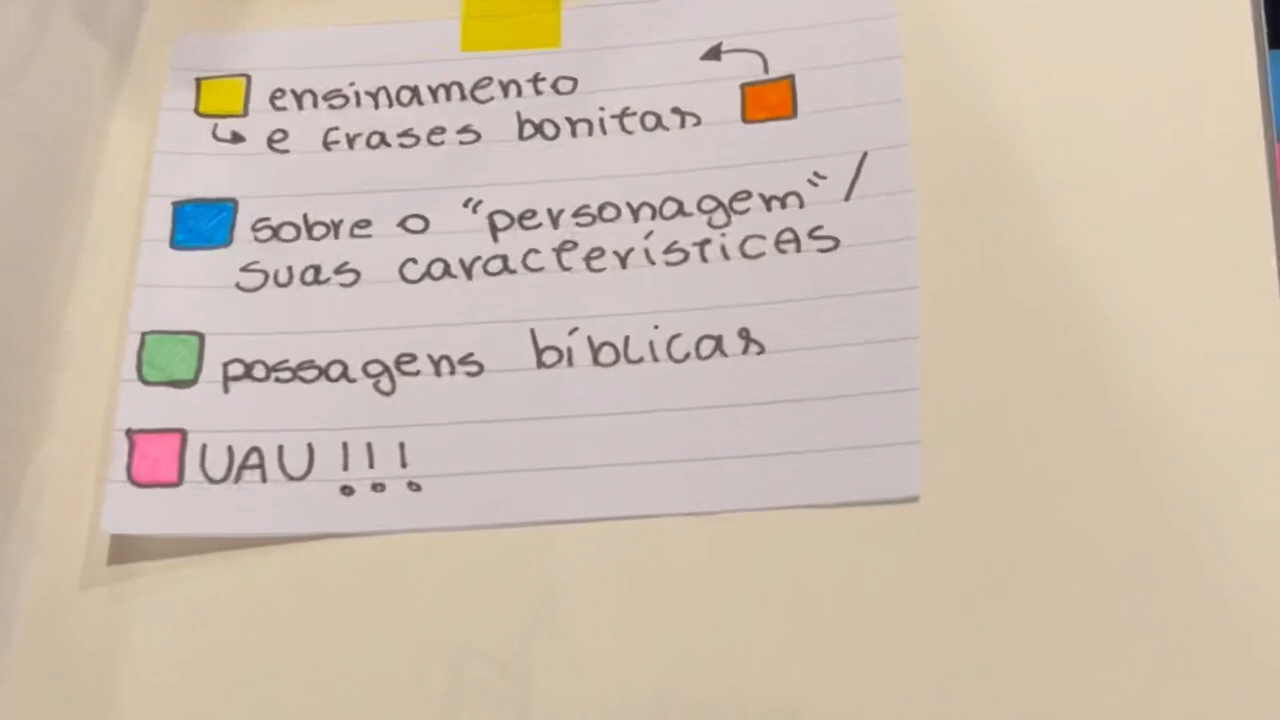 ensinamento
e frases bonitas
sobre o "personagem" /
suas características
passagens bíblicas
UAU!!!